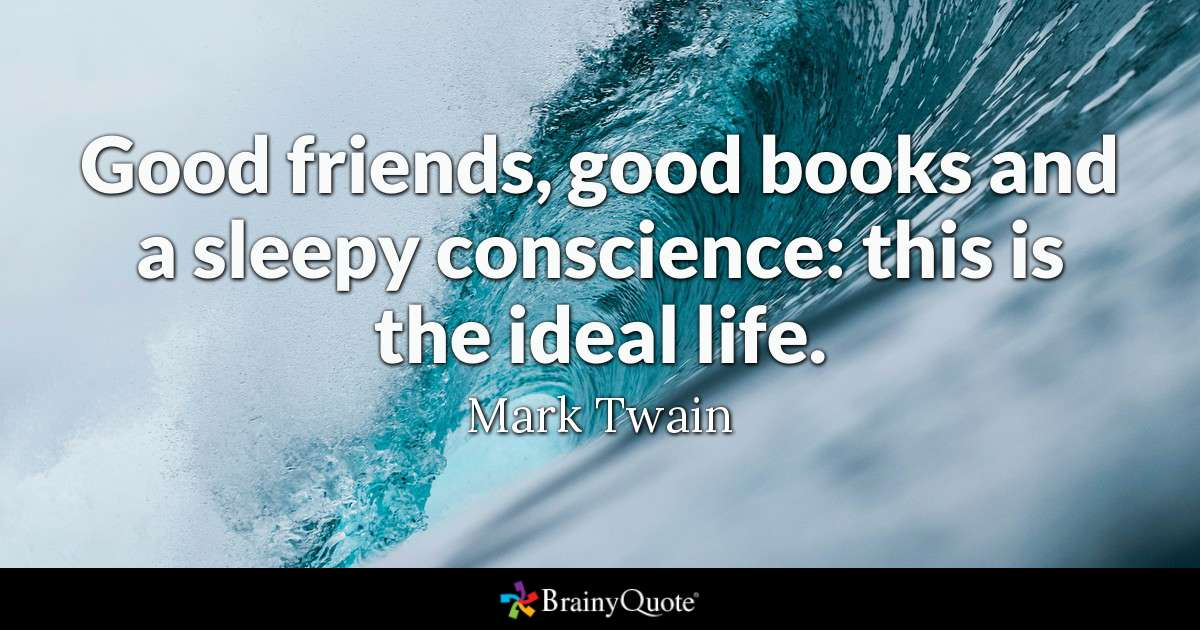 Good friends, good books and
a sleepy conscience: this is
the ideal life.
Mark Twain
BrainyQuote®